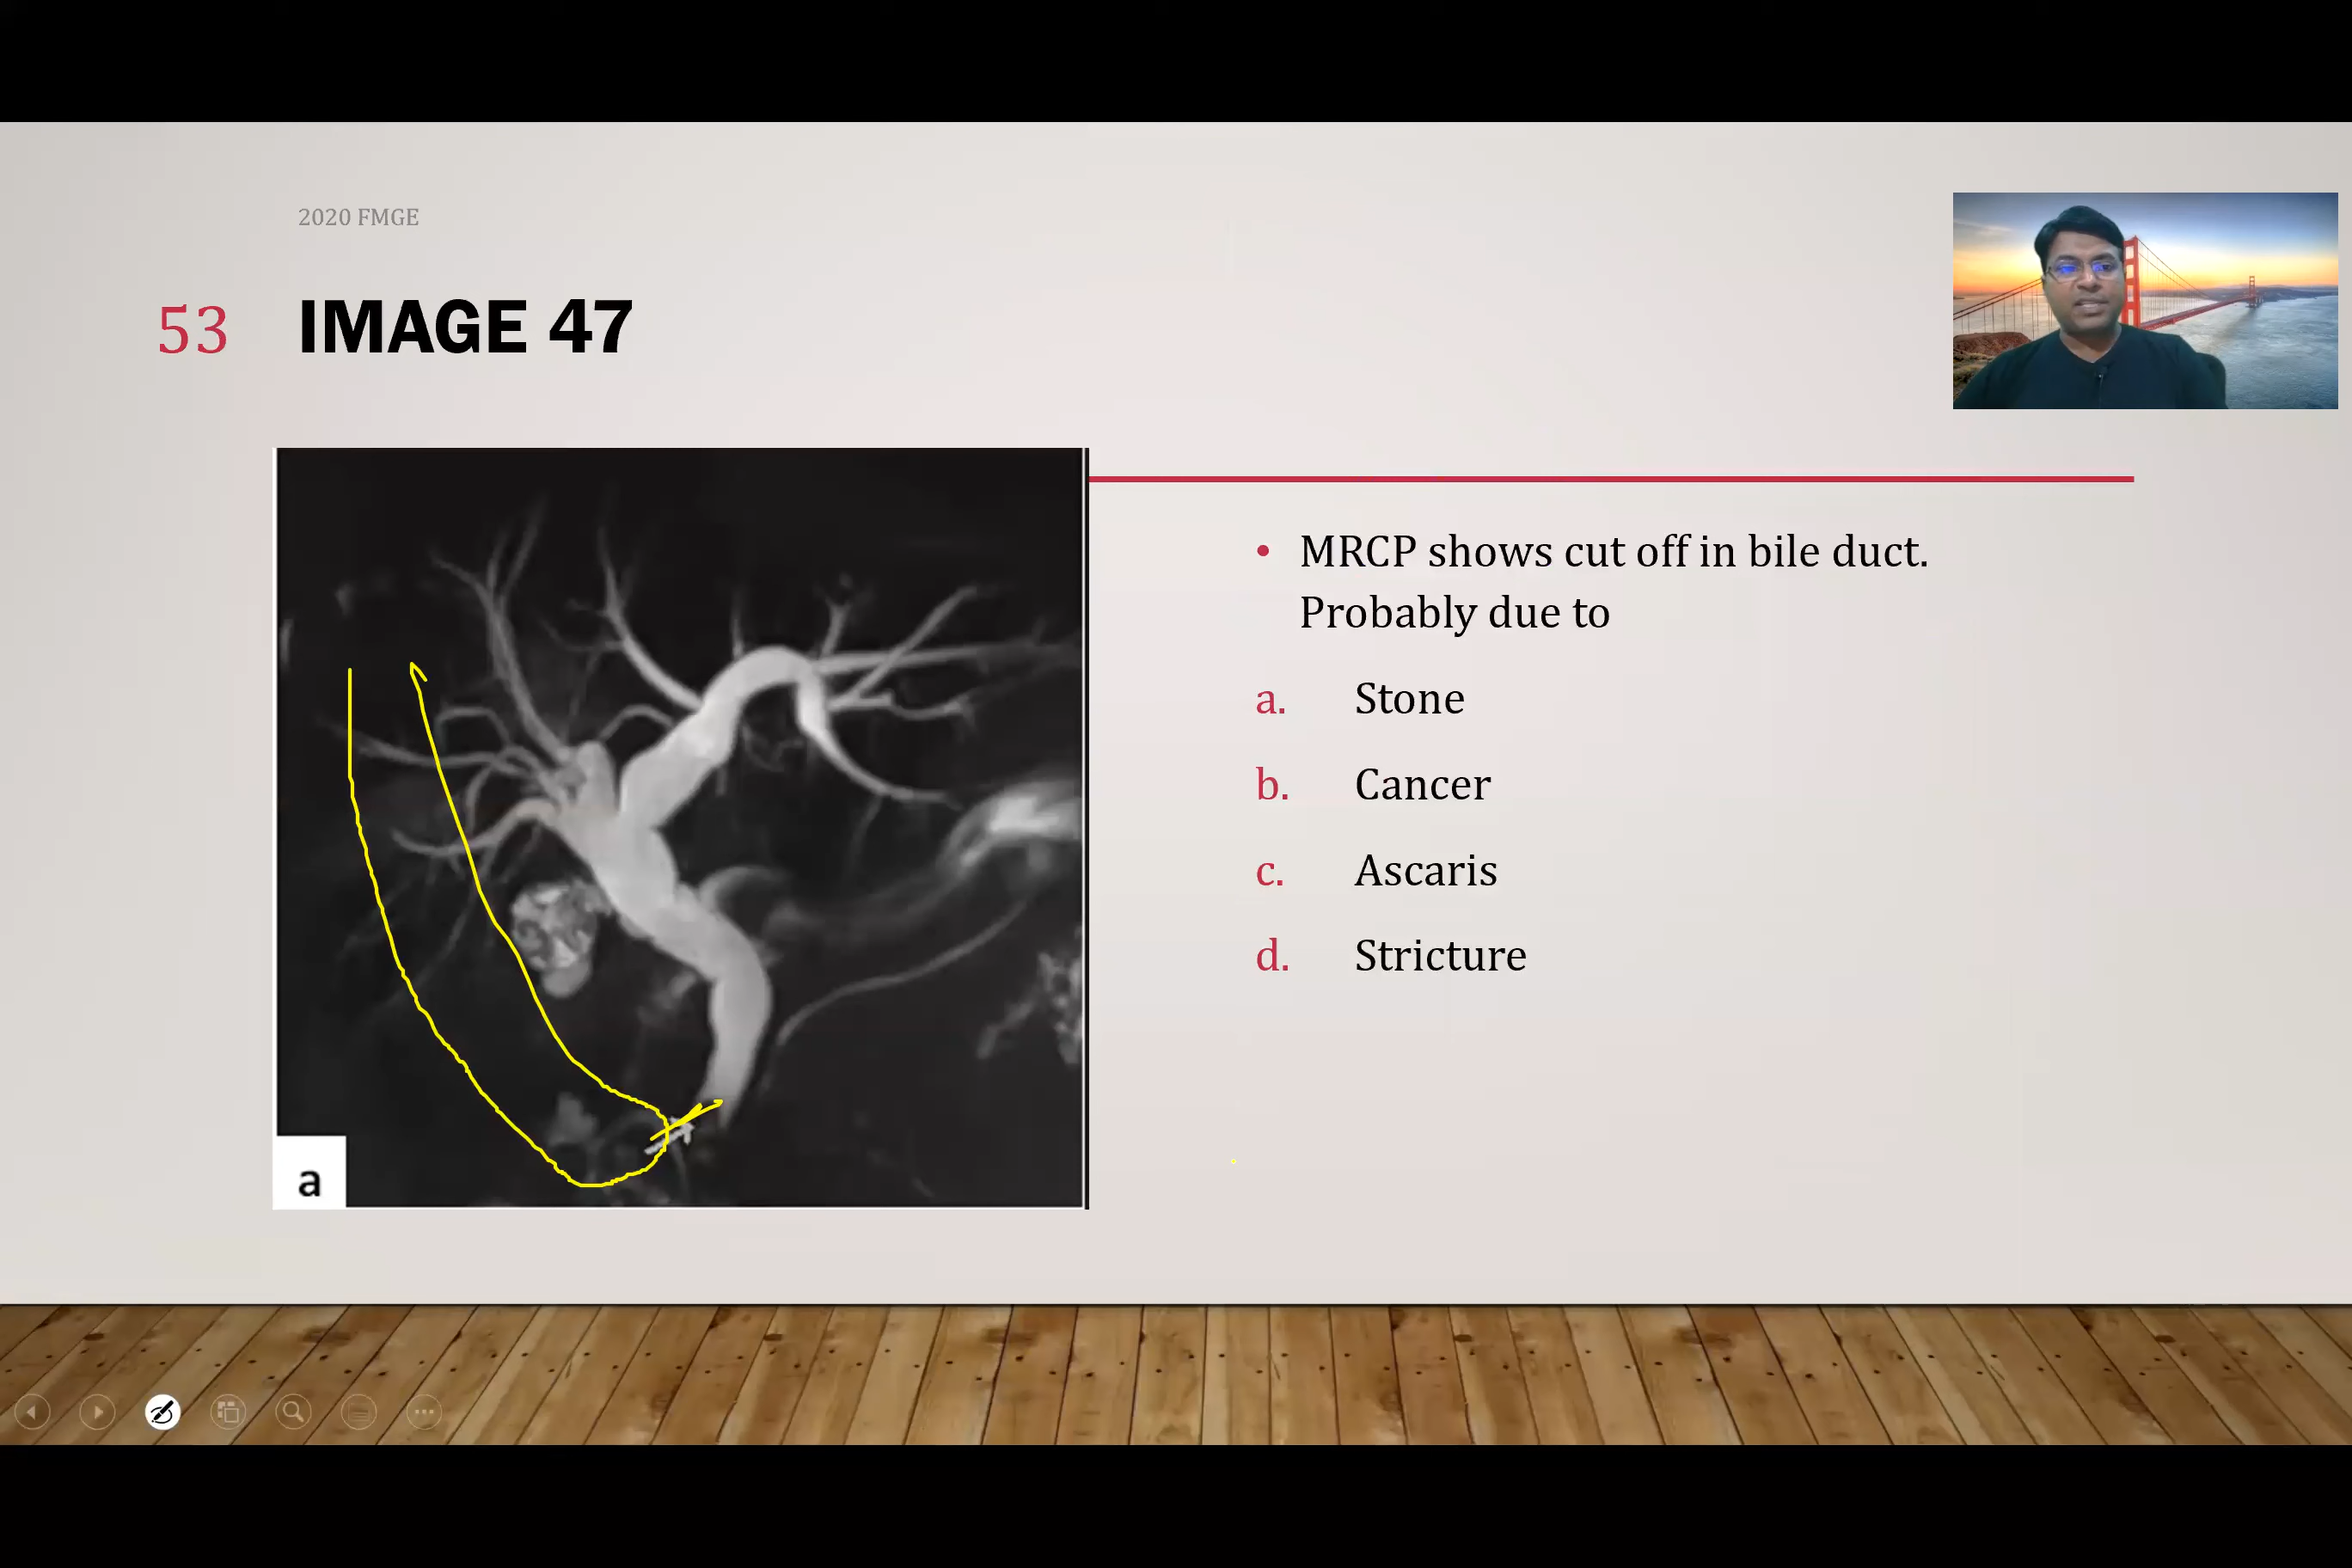 2020 FMGE
53 IMAGE 47
• MRCP shows cut off in bile duct.
Probably due to
a. Stone
b. Cancer
c. Ascaris
d. Stricture
a